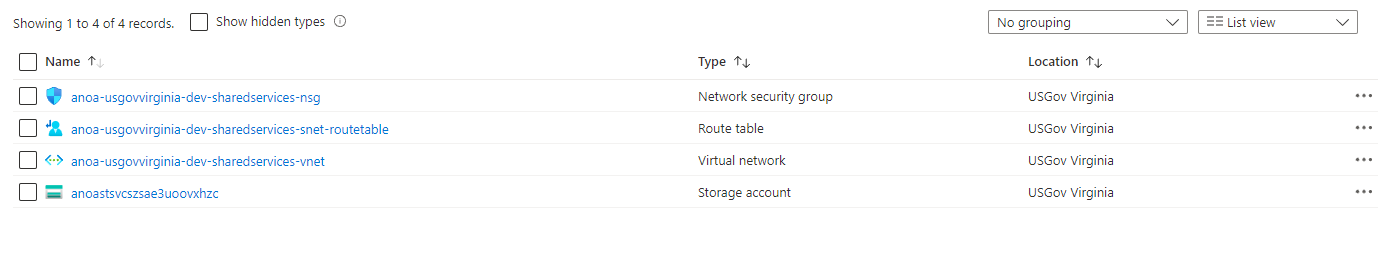 Showing 1 to 4 of 4 records. Show hidden types No grouping List view
Name Type Location
anoa-usgovvirginia-dev-sharedservices-nsg Network security group USGov Virginia
anoa-usgovvirginia-dev-sharedservices-snet-routetable Route table USGov Virginia
anoa-usgovvirginia-dev-sharedservices-vnet Virtual network USGov Virginia
anoastsvcszsae3uoovxhzc Storage account USGov Virginia